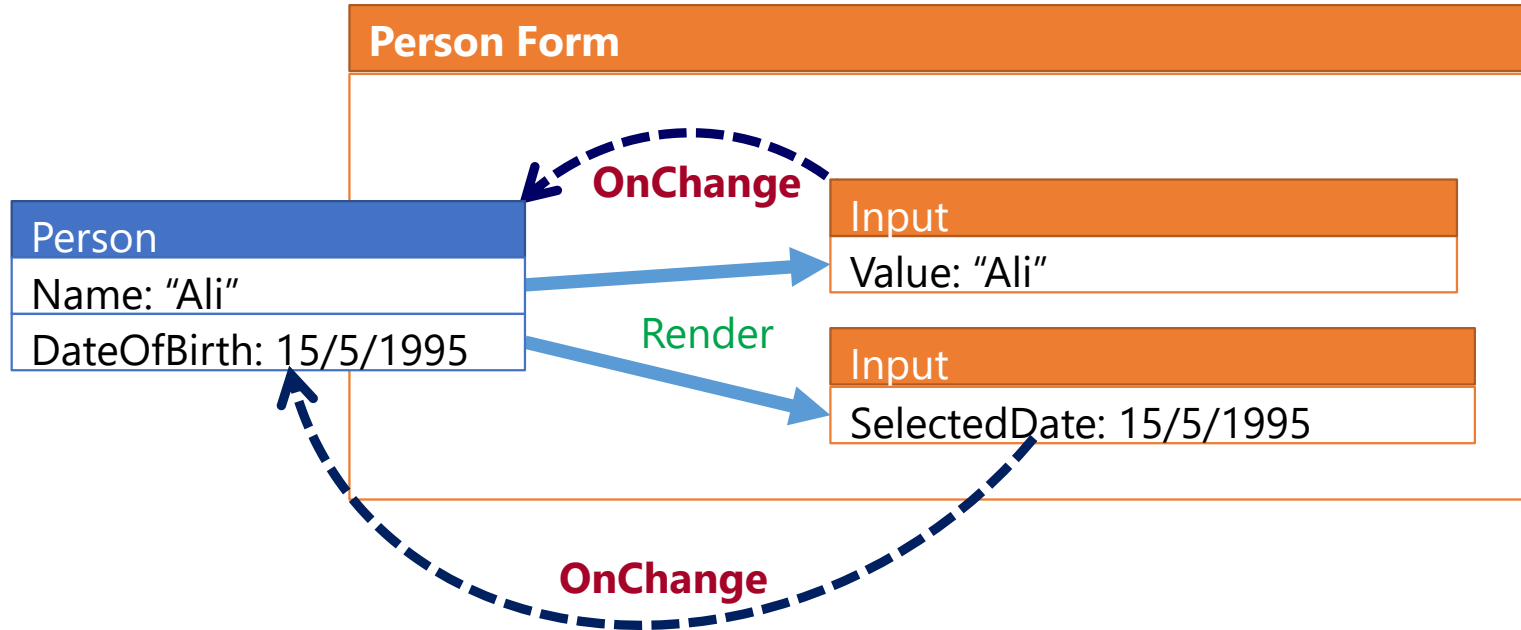 Person Form
OnChange
Person
Name: “Ali”
DateOfBirth: 15/5/1995
Render
Input
Value: “Ali”
Input
SelectedDate: 15/5/1995
OnChange